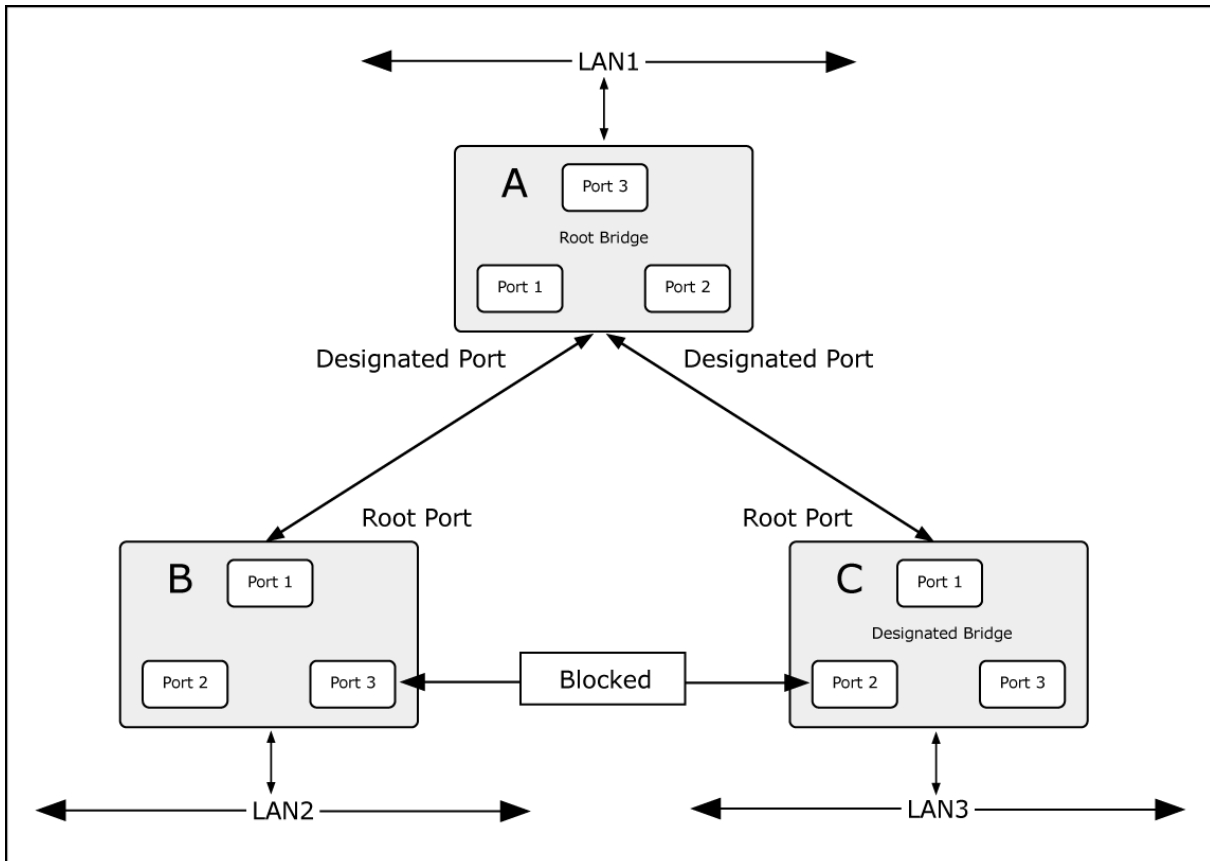 LAN1
A
Port 3
Root Bridge
Port 1
Port 2
Designated Port
Designated Port
Root Port
Root Port
B
Port 1
C
Port 1
Designated Bridge
Port 2
Port 3
Blocked
Port 2
Port 3
LAN2
LAN3